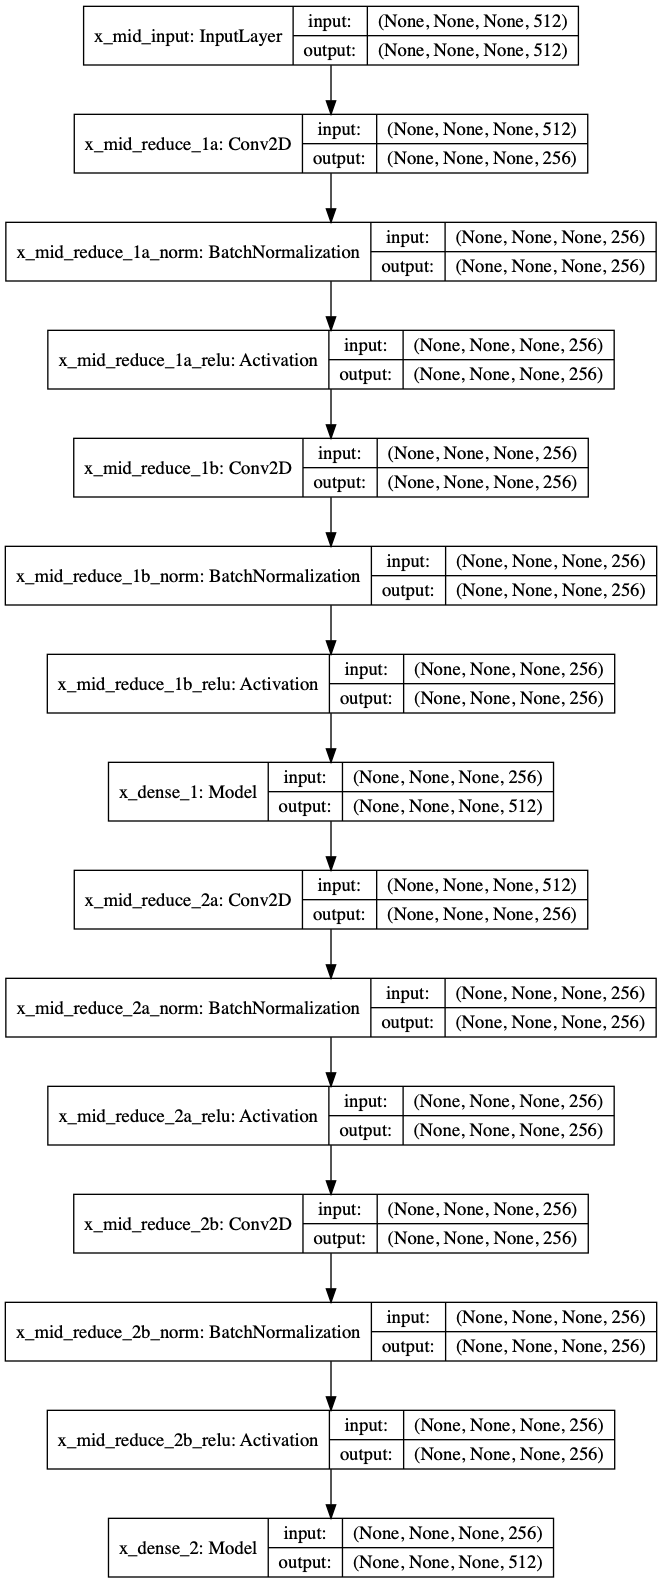 x_mid_input: InputLayer
input: (None, None, None, 512)
output: (None, None, None, 512)
x_mid_reduce_1a: Conv2D
input: (None, None, None, 512)
output: (None, None, None, 256)
x_mid_reduce_1a_norm: BatchNormalization
input: (None, None, None, 256)
output: (None, None, None, 256)
x_mid_reduce_1a_relu: Activation
input: (None, None, None, 256)
output: (None, None, None, 256)
x_mid_reduce_1b: Conv2D
input: (None, None, None, 256)
output: (None, None, None, 256)
x_mid_reduce_1b_norm: BatchNormalization
input: (None, None, None, 256)
output: (None, None, None, 256)
x_mid_reduce_1b_relu: Activation
input: (None, None, None, 256)
output: (None, None, None, 256)
x_dense_1: Model
input: (None, None, None, 256)
output: (None, None, None, 512)
x_mid_reduce_2a: Conv2D
input: (None, None, None, 512)
output: (None, None, None, 256)
x_mid_reduce_2a_norm: BatchNormalization
input: (None, None, None, 256)
output: (None, None, None, 256)
x_mid_reduce_2a_relu: Activation
input: (None, None, None, 256)
output: (None, None, None, 256)
x_mid_reduce_2b: Conv2D
input: (None, None, None, 256)
output: (None, None, None, 256)
x_mid_reduce_2b_norm: BatchNormalization
input: (None, None, None, 256)
output: (None, None, None, 256)
x_mid_reduce_2b_relu: Activation
input: (None, None, None, 256)
output: (None, None, None, 256)
x_dense_2: Model
input: (None, None, None, 256)
output: (None, None, None, 512)